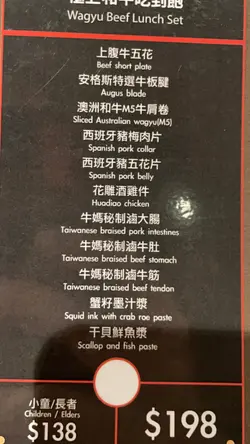 和牛吃到飽
Wagyu Beef Lunch Set
上腹牛五花
Beef short plate
安格斯特選牛板腱
Augus blade
澳洲和牛M5牛肩卷
Sliced Australian wagyu(M5)
西班牙豬梅肉片
Spanish pork collar
西班牙豬五花片
Spanish pork belly
花雕酒雞件
Huadiao chicken
牛媽秘制滷大腸
Taiwanese braised pork intestines
牛媽秘制滷牛肚
Taiwanese braised beef stomach
牛媽秘制滷牛筋
Taiwanese braised beef tendon
蟹籽墨汁漿
Squid ink with crab roe paste
干貝鮮魚漿
Scallop and fish paste
小童/長者
Children / Elders
$138
$198